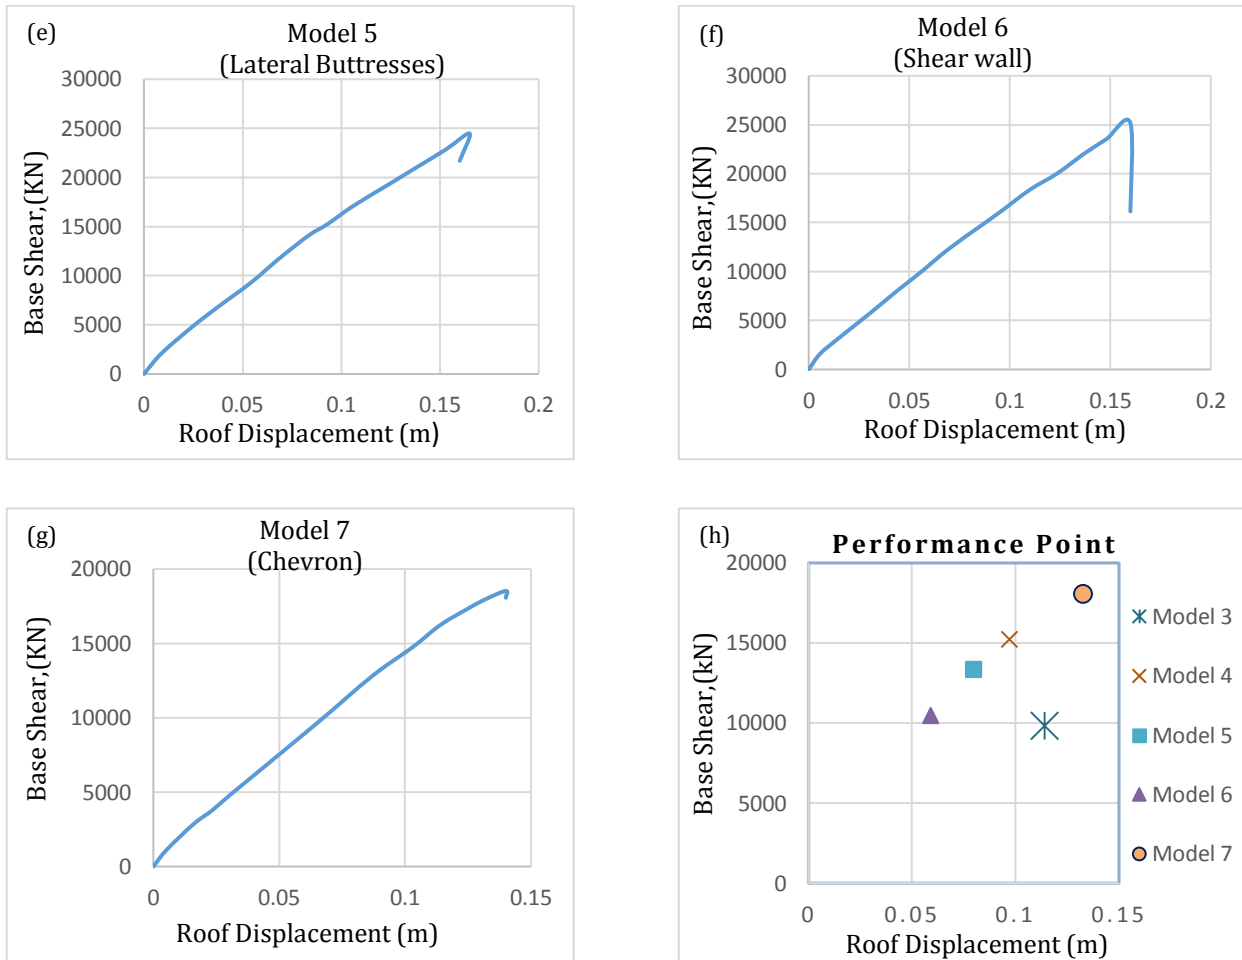 (e)
Model 5
(Lateral Buttresses)
30000
25000
20000
15000
10000
5000
0
0 0.05 0.1 0.15 0.2
Base Shear,(KN)
Roof Displacement (m)
(f)
Model 6
(Shear wall)
30000
25000
20000
15000
10000
5000
0
0 0.05 0.1 0.15 0.2
Base Shear,(KN)
Roof Displacement (m)
(g)
Model 7
(Chevron)
20000
15000
10000
5000
0
0 0.05 0.1 0.15
Base Shear,(KN)
Roof Displacement (m)
(h)
Performance Point
20000
15000
10000
5000
0
0 0.05 0.1 0.15
Base Shear,(kN)
Roof Displacement (m)
Model 3
Model 4
Model 5
Model 6
Model 7